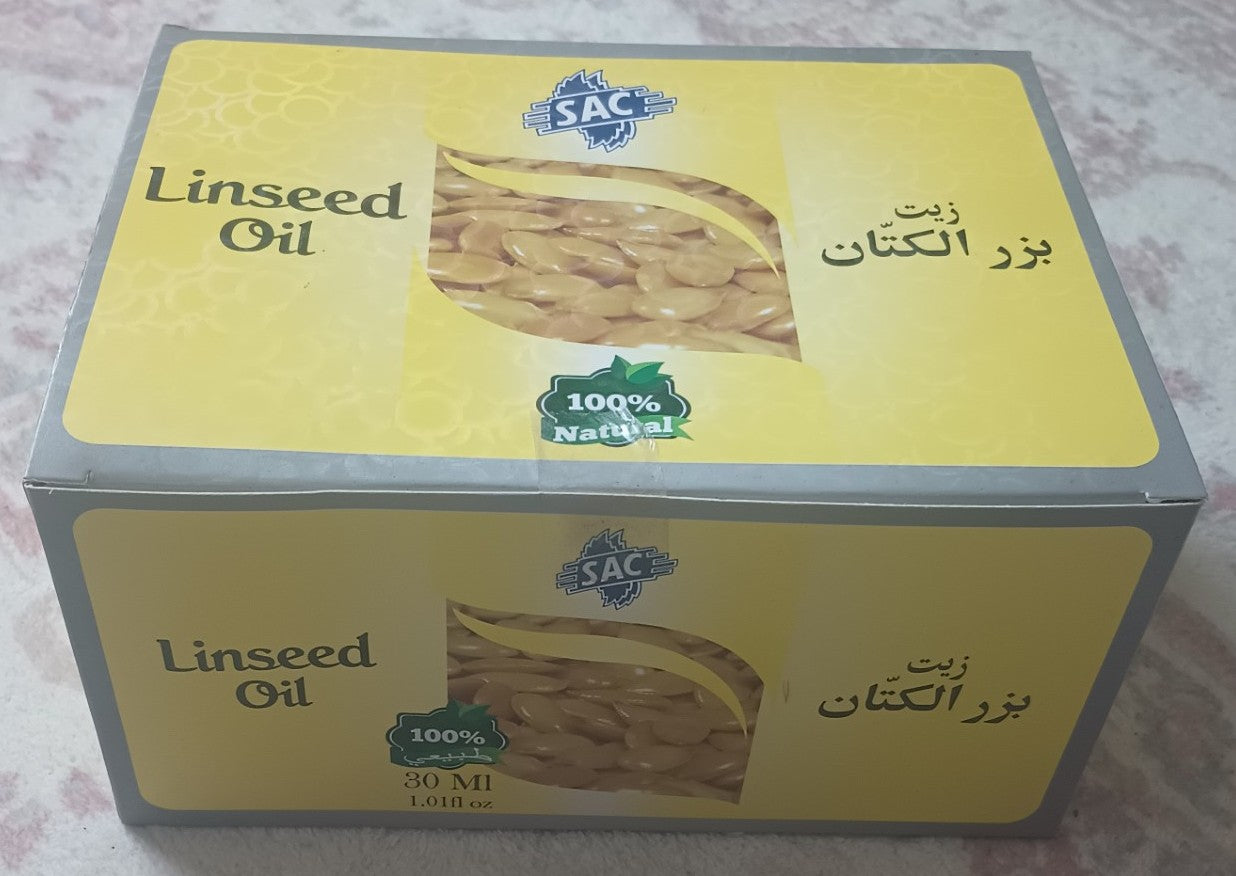 SAC
Linseed
Oil
زيت
بزر الكتّان
100%
Natural
SAC
Linseed
Oil
زيت
بزر الكتّان
100%
طبيعي
30 Ml
1.01fl oz